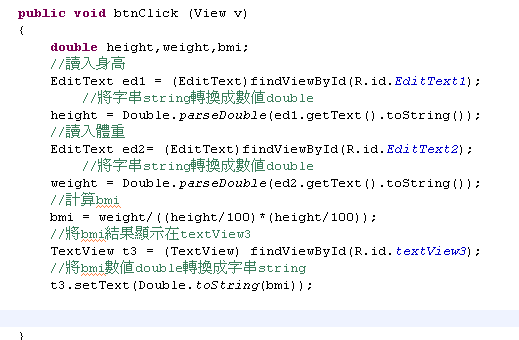 public void btnClick (View v)
{
double height,weight,bmi;
//讀入身高
EditText ed1 = (EditText)findViewById(R.id.EditText1);
//將字串string轉換成數值double
height = Double.parseDouble(ed1.getText().toString());
//讀入體重
EditText ed2= (EditText)findViewById(R.id.EditText2);
//將字串string轉換成數值double
weight = Double.parseDouble(ed2.getText().toString());
//計算bmi
bmi = weight/((height/100)*(height/100));
//將bmi結果顯示在textView3
TextView t3 = (TextView) findViewById(R.id.textView3);
//將bmi數值double轉換成字串string
t3.setText(Double.toString(bmi));
}